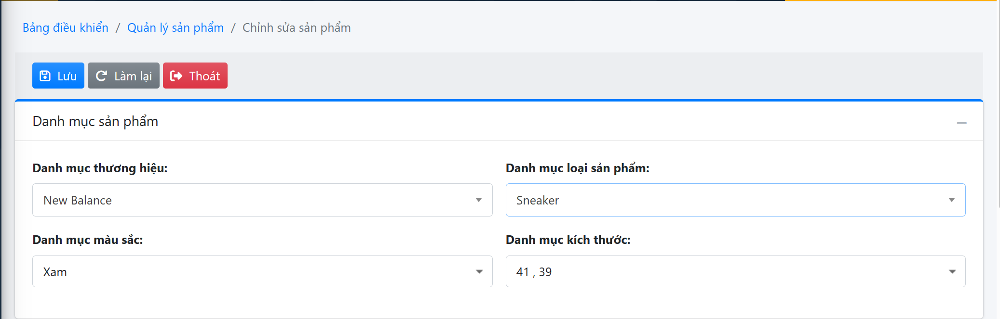 Bảng điều khiển / Quản lý sản phẩm / Chỉnh sửa sản phẩm
Lưu Làm lại Thoát
Danh mục sản phẩm
Danh mục thương hiệu: Danh mục loại sản phẩm:
New Balance Sneaker
Danh mục màu sắc: Danh mục kích thước:
Xam 41 , 39